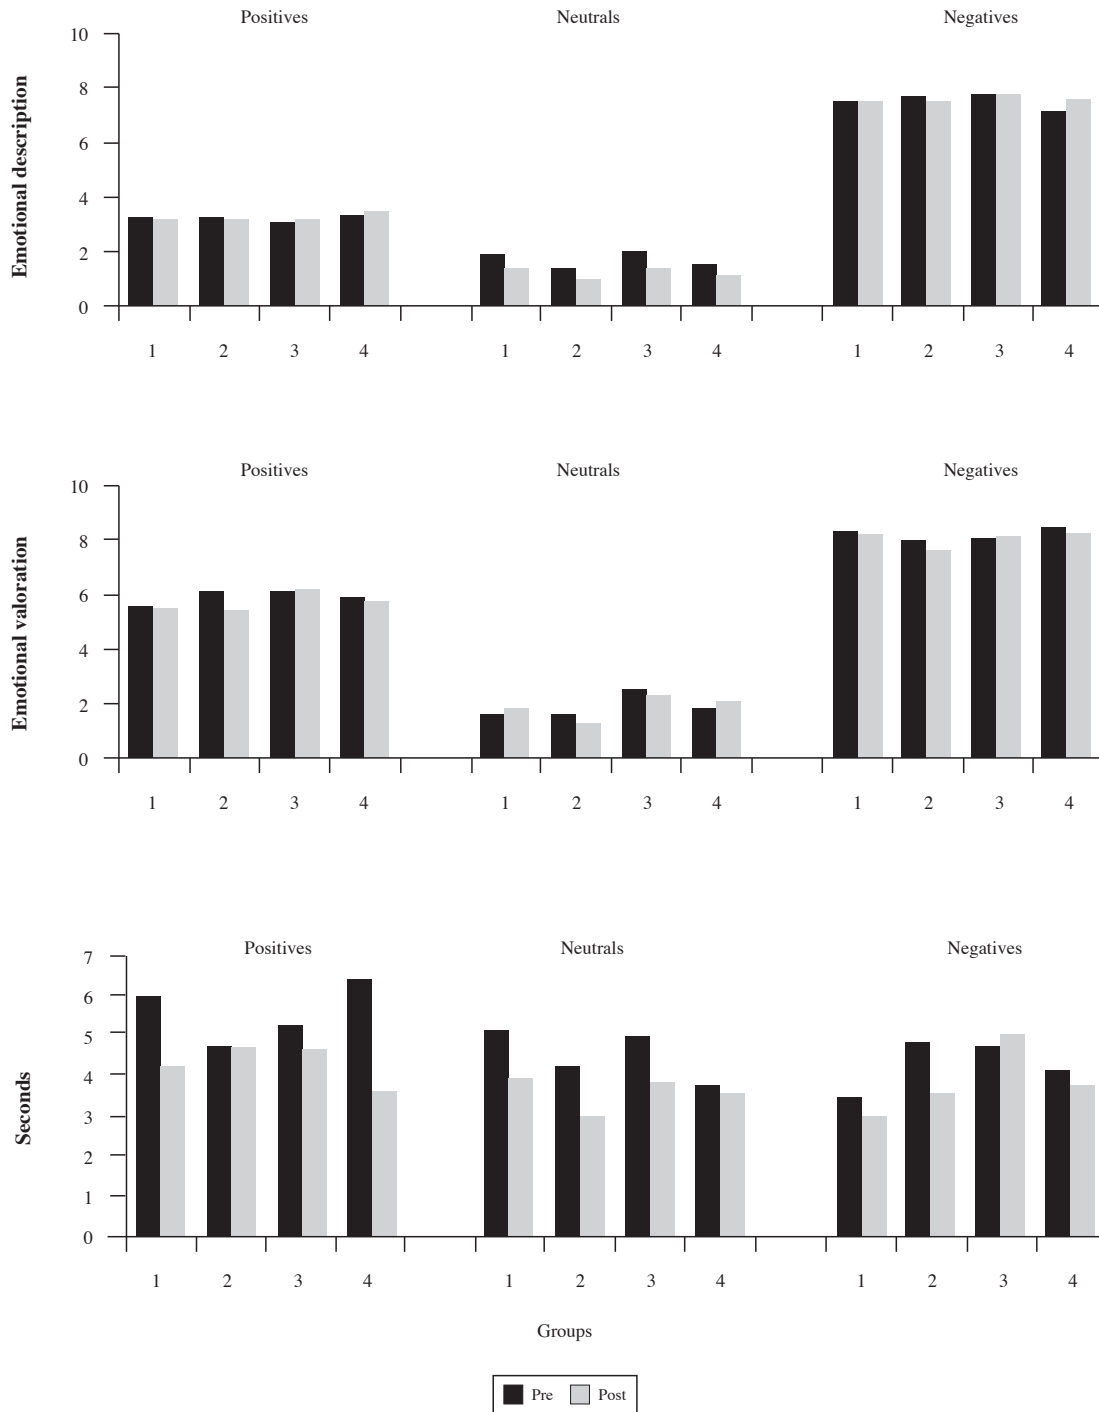 Positives Neutrals Negatives
Emotional description
10
8
6
4
2
0
1 2 3 4 1 2 3 4 1 2 3 4
Positives Neutrals Negatives
Emotional valoration
10
8
6
4
2
0
1 2 3 4 1 2 3 4 1 2 3 4
Positives Neutrals Negatives
Seconds
7
6
5
4
3
2
1
0
1 2 3 4 1 2 3 4 1 2 3 4
Groups
Pre Post